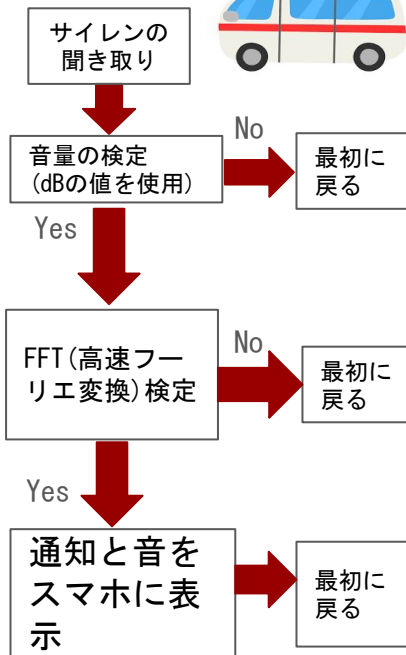 サイレンの
聞き取り
No
音量の検定
(dBの値を使用)
最初に
戻る
Yes
No
FFT(高速フー
リエ変換)検定
最初に
戻る
Yes
通知と音を
スマホに表
示
最初に
戻る